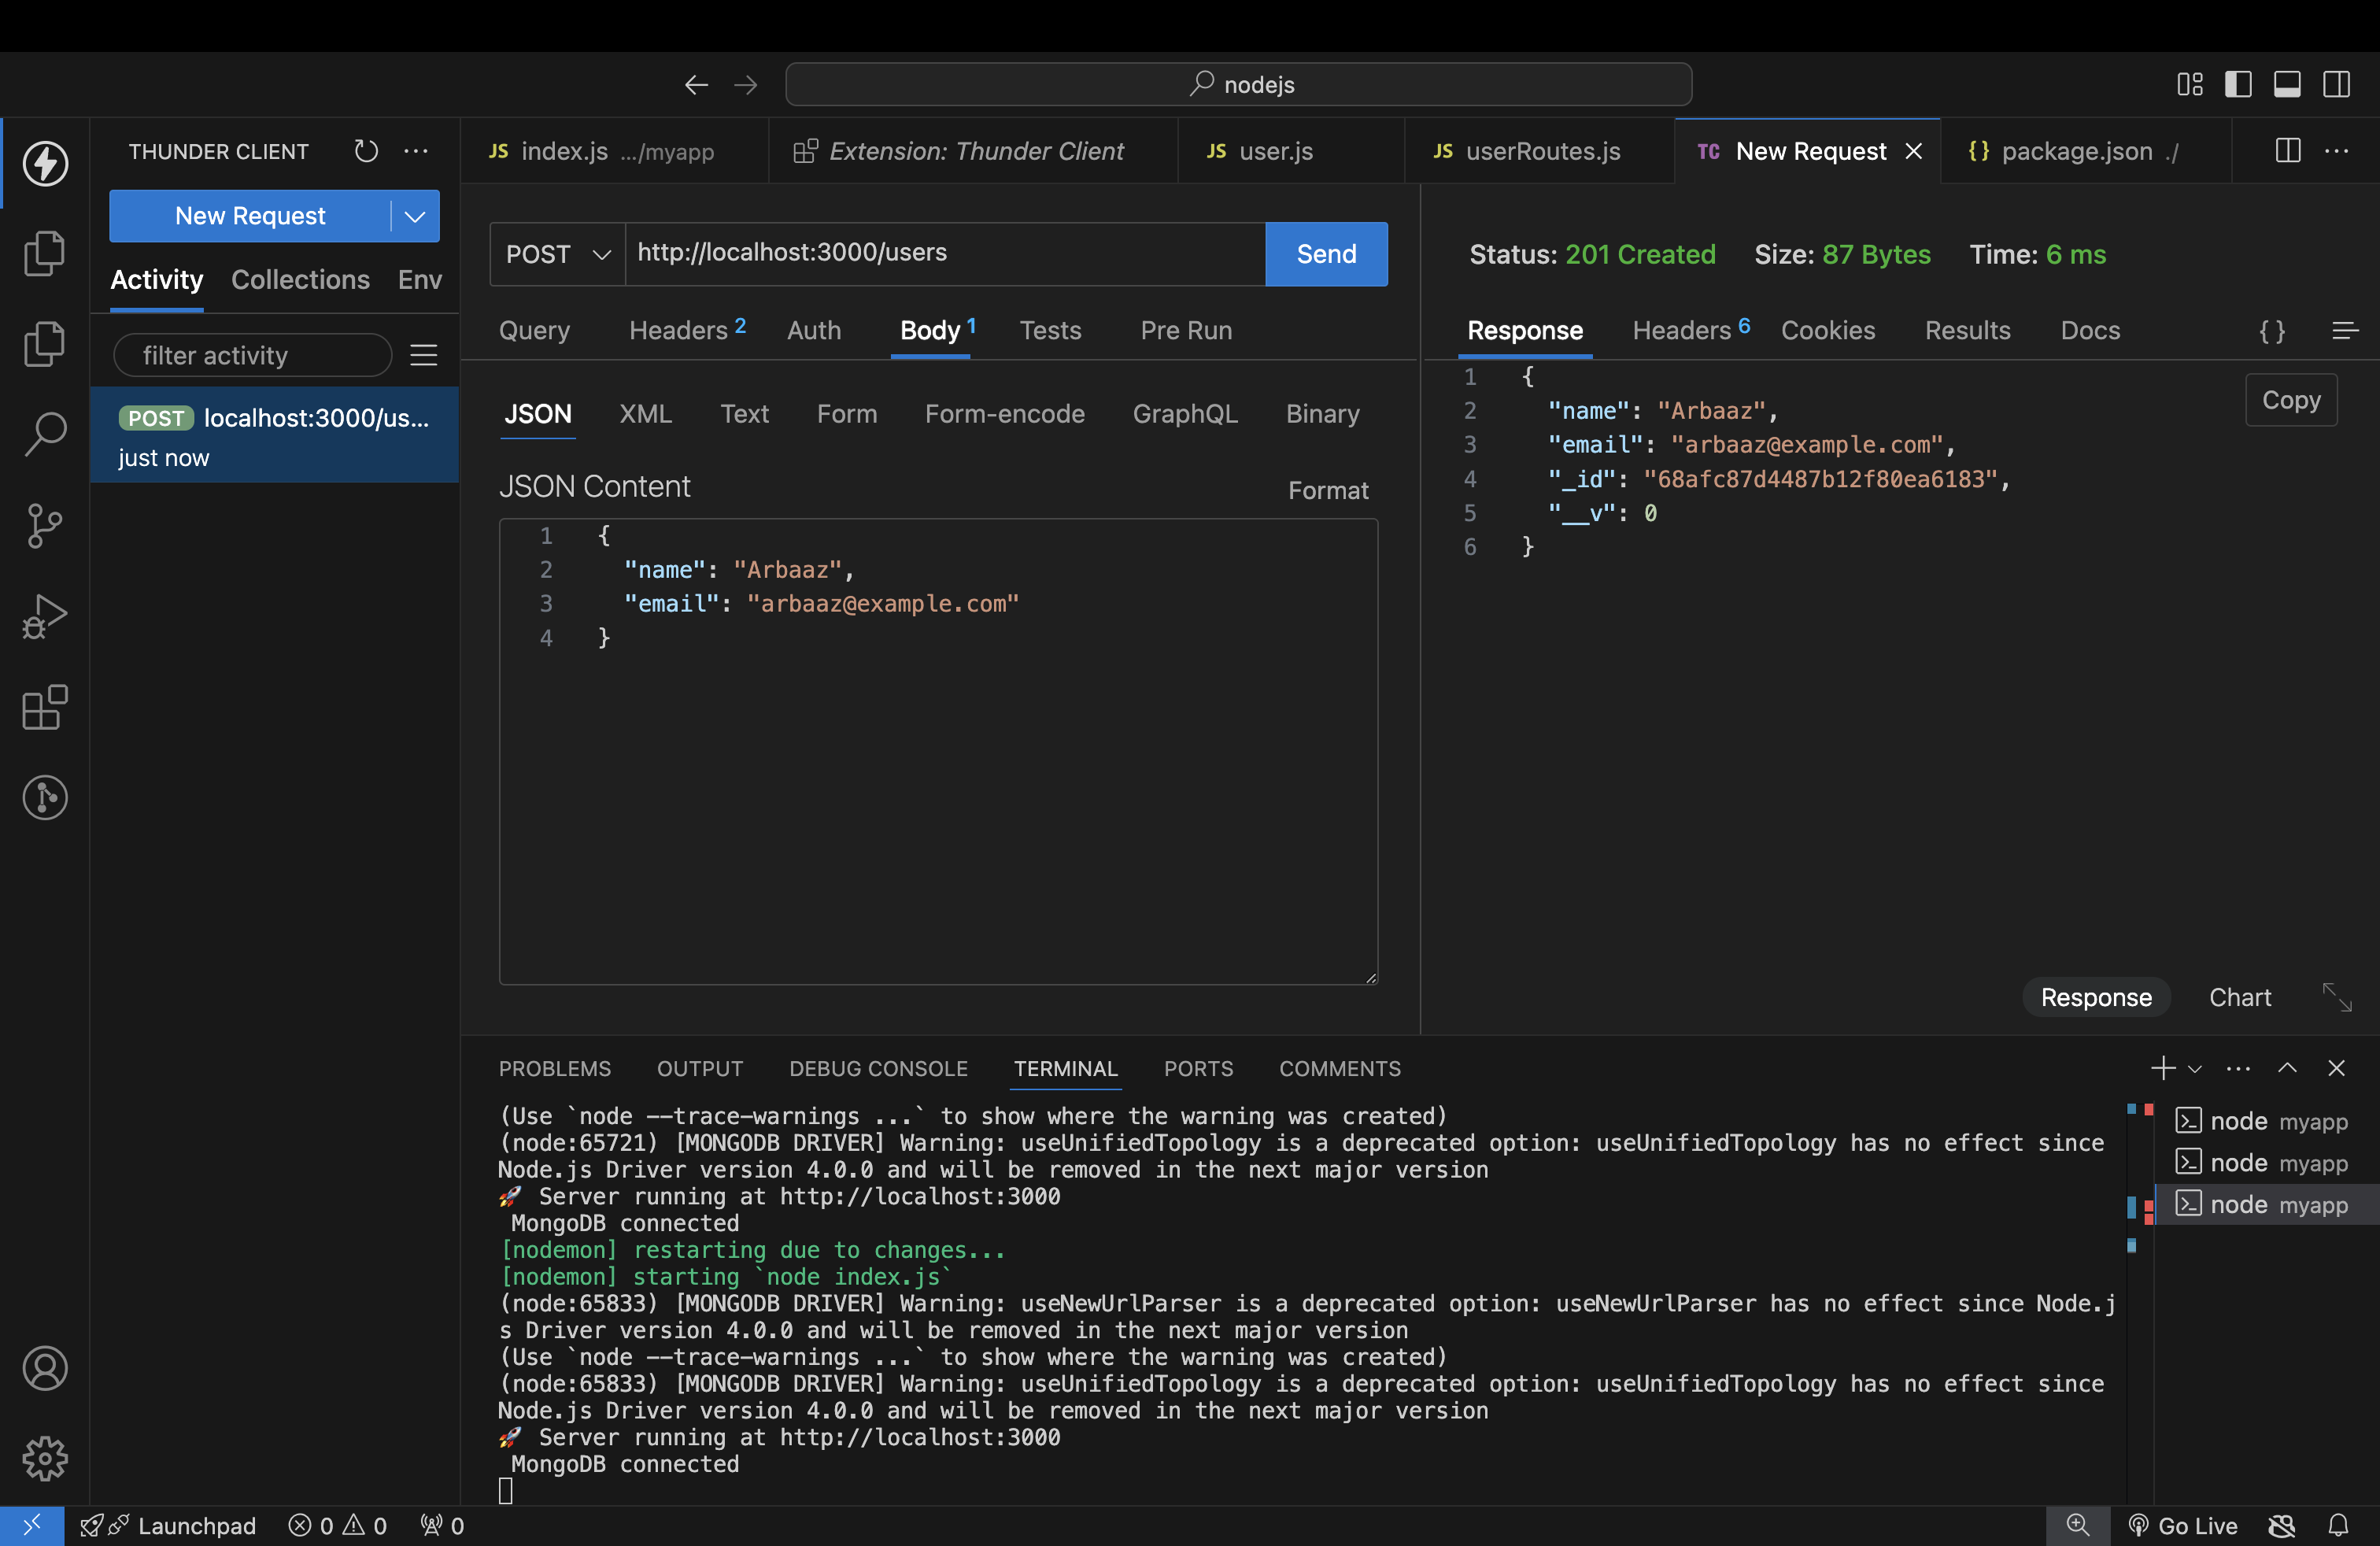 nodejs
THUNDER CLIENT
New Request
Activity Collections Env
filter activity
POST localhost:3000/us...
just now
JS index.js .../myapp
Extension: Thunder Client
JS user.js
JS userRoutes.js
TC New Request
{} package.json ./
POST http://localhost:3000/users Send
Query Headers 2 Auth Body 1 Tests Pre Run
JSON XML Text Form Form-encode GraphQL Binary
JSON Content Format
1 {
2 "name": "Arbaaz",
3 "email": "arbaaz@example.com"
4 }
Status: 201 Created Size: 87 Bytes Time: 6 ms
Response Headers 6 Cookies Results Docs {}
Copy
1 {
2 "name": "Arbaaz",
3 "email": "arbaaz@example.com",
4 "_id": "68afc87d4487b12f80ea6183",
5 "__v": 0
6 }
Response Chart
PROBLEMS OUTPUT DEBUG CONSOLE TERMINAL PORTS COMMENTS
(Use `node --trace-warnings ...` to show where the warning was created)
(node:65721) [MONGODB DRIVER] Warning: useUnifiedTopology is a deprecated option: useUnifiedTopology has no effect since
Node.js Driver version 4.0.0 and will be removed in the next major version
🚀 Server running at http://localhost:3000
MongoDB connected
[nodemon] restarting due to changes...
[nodemon] starting `node index.js`
(node:65833) [MONGODB DRIVER] Warning: useNewUrlParser is a deprecated option: useNewUrlParser has no effect since Node.j
s Driver version 4.0.0 and will be removed in the next major version
(Use `node --trace-warnings ...` to show where the warning was created)
(node:65833) [MONGODB DRIVER] Warning: useUnifiedTopology is a deprecated option: useUnifiedTopology has no effect since
Node.js Driver version 4.0.0 and will be removed in the next major version
🚀 Server running at http://localhost:3000
MongoDB connected
node myapp
node myapp
node myapp
Launchpad 0 0 0 Go Live